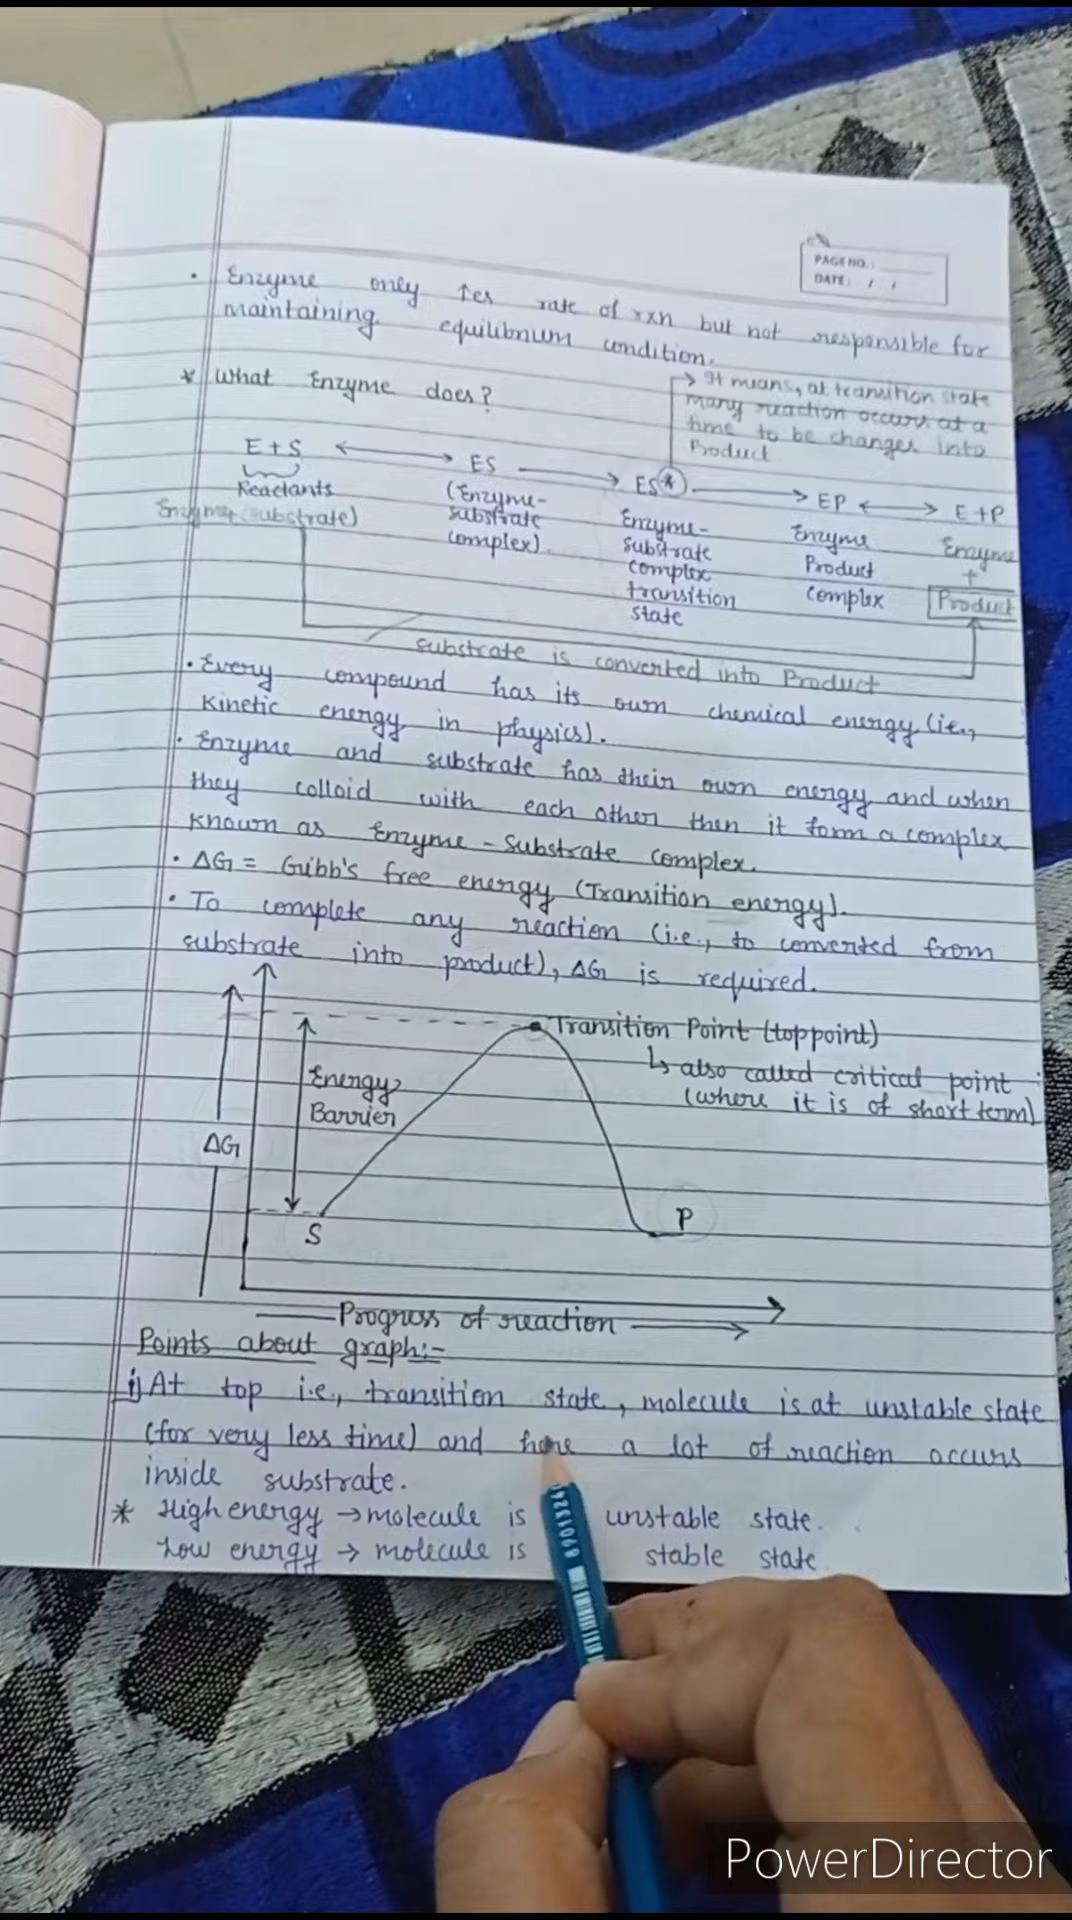 PAGE NO.:
DATE: / /
• Enzyme only ↑es rate of rxn but not responsible for
maintaining equilibrium condition.
* What Enzyme does?
→ It means, at transition state
many reaction occurs at a
time to be changes into
Product
E+S ⟷ ES ⟶ ES* ⟶ EP ⟷ E+P
Reactants
Enzyme+(substrate)
(Enzyme-
substrate
complex).
Enzyme-
substrate
complex
transition
state
Enzyme
Product
complex
Enzyme
+
Product
substrate is converted into Product
• Every compound has its own chemical energy (i.e.,
Kinetic energy in physics).
• Enzyme and substrate has their own energy and when
they colloid with each other then it form a complex
known as Enzyme - Substrate complex.
• ΔG = Gibb's free energy (Transition energy).
• To complete any reaction (i.e., to converted from
substrate into product), ΔG is required.
Transition Point (top point)
↳ also called critical point
(where it is of short term)
Energy
Barrier
ΔG
S
P
Progress of reaction →
Points about graph:-
i) At top i.e., transition state, molecule is at unstable state
(for very less time) and here a lot of reaction occurs
inside substrate.
* High energy → molecule is unstable state.
Low energy → molecule is stable state.
8901324
PowerDirector